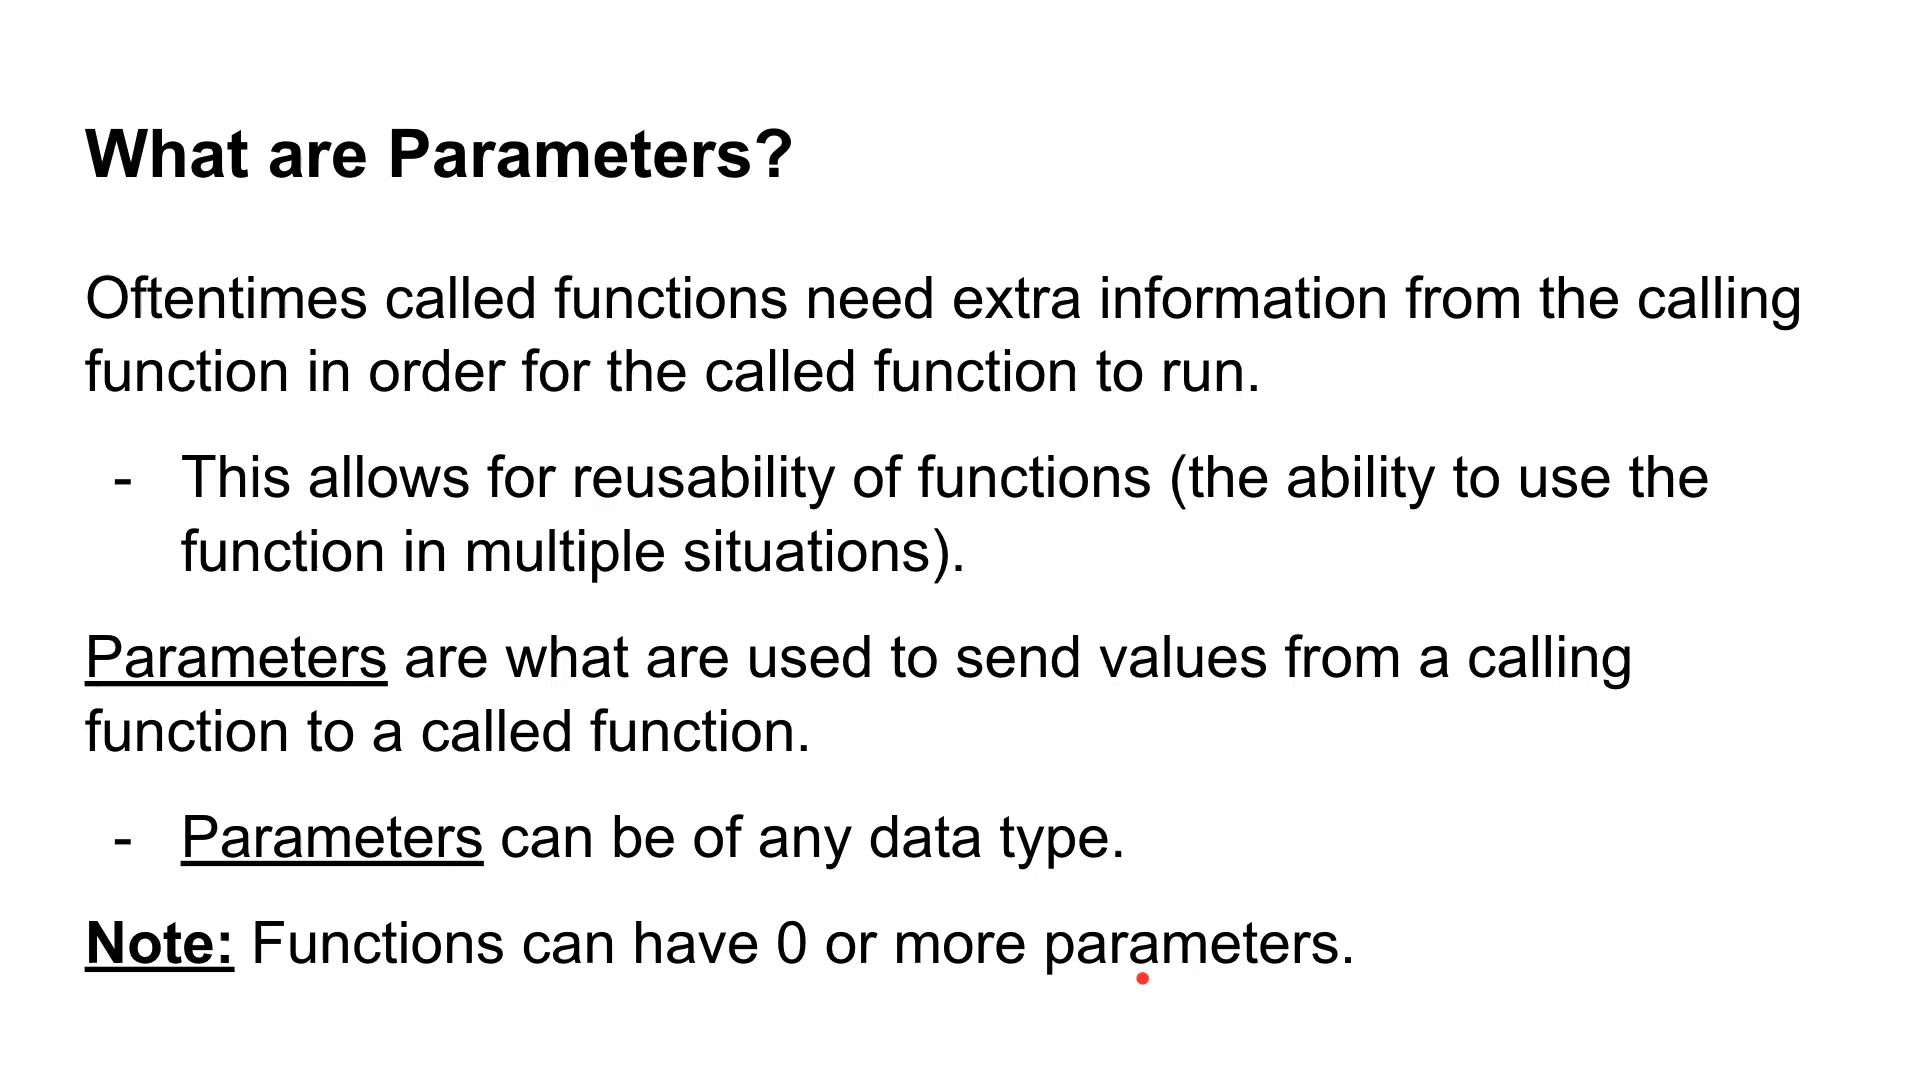 What are Parameters?
Oftentimes called functions need extra information from the calling
function in order for the called function to run.
- This allows for reusability of functions (the ability to use the
function in multiple situations).
Parameters are what are used to send values from a calling
function to a called function.
- Parameters can be of any data type.
Note: Functions can have 0 or more parameters.